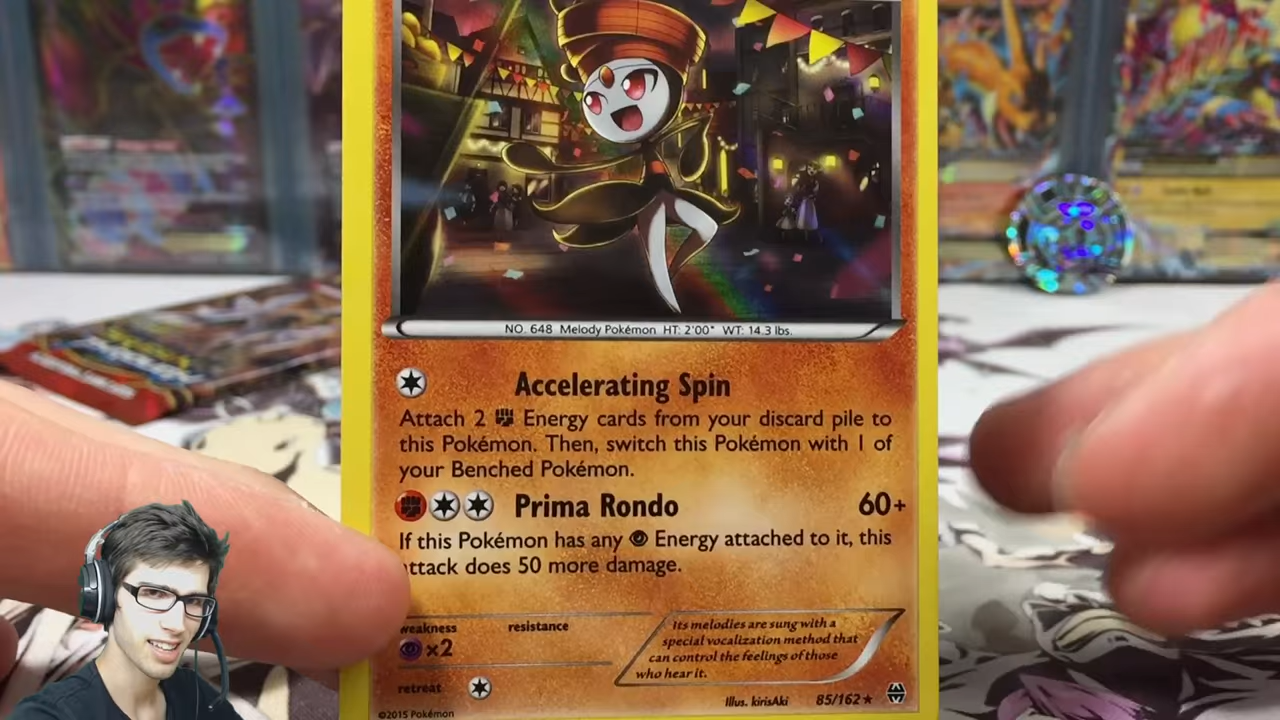 NO. 648 Melody Pokémon HT: 2'00" WT: 14.3 lbs.
Accelerating Spin
Attach 2 Energy cards from your discard pile to
this Pokémon. Then, switch this Pokémon with 1 of
your Benched Pokémon.
Prima Rondo 60+
If this Pokémon has any Energy attached to it, this
attack does 50 more damage.
weakness resistance
×2
Its melodies are sung with a
special vocalization method that
can control the feelings of those
who hear it.
retreat
Illus. kirisAki 85/162
©2015 Pokémon